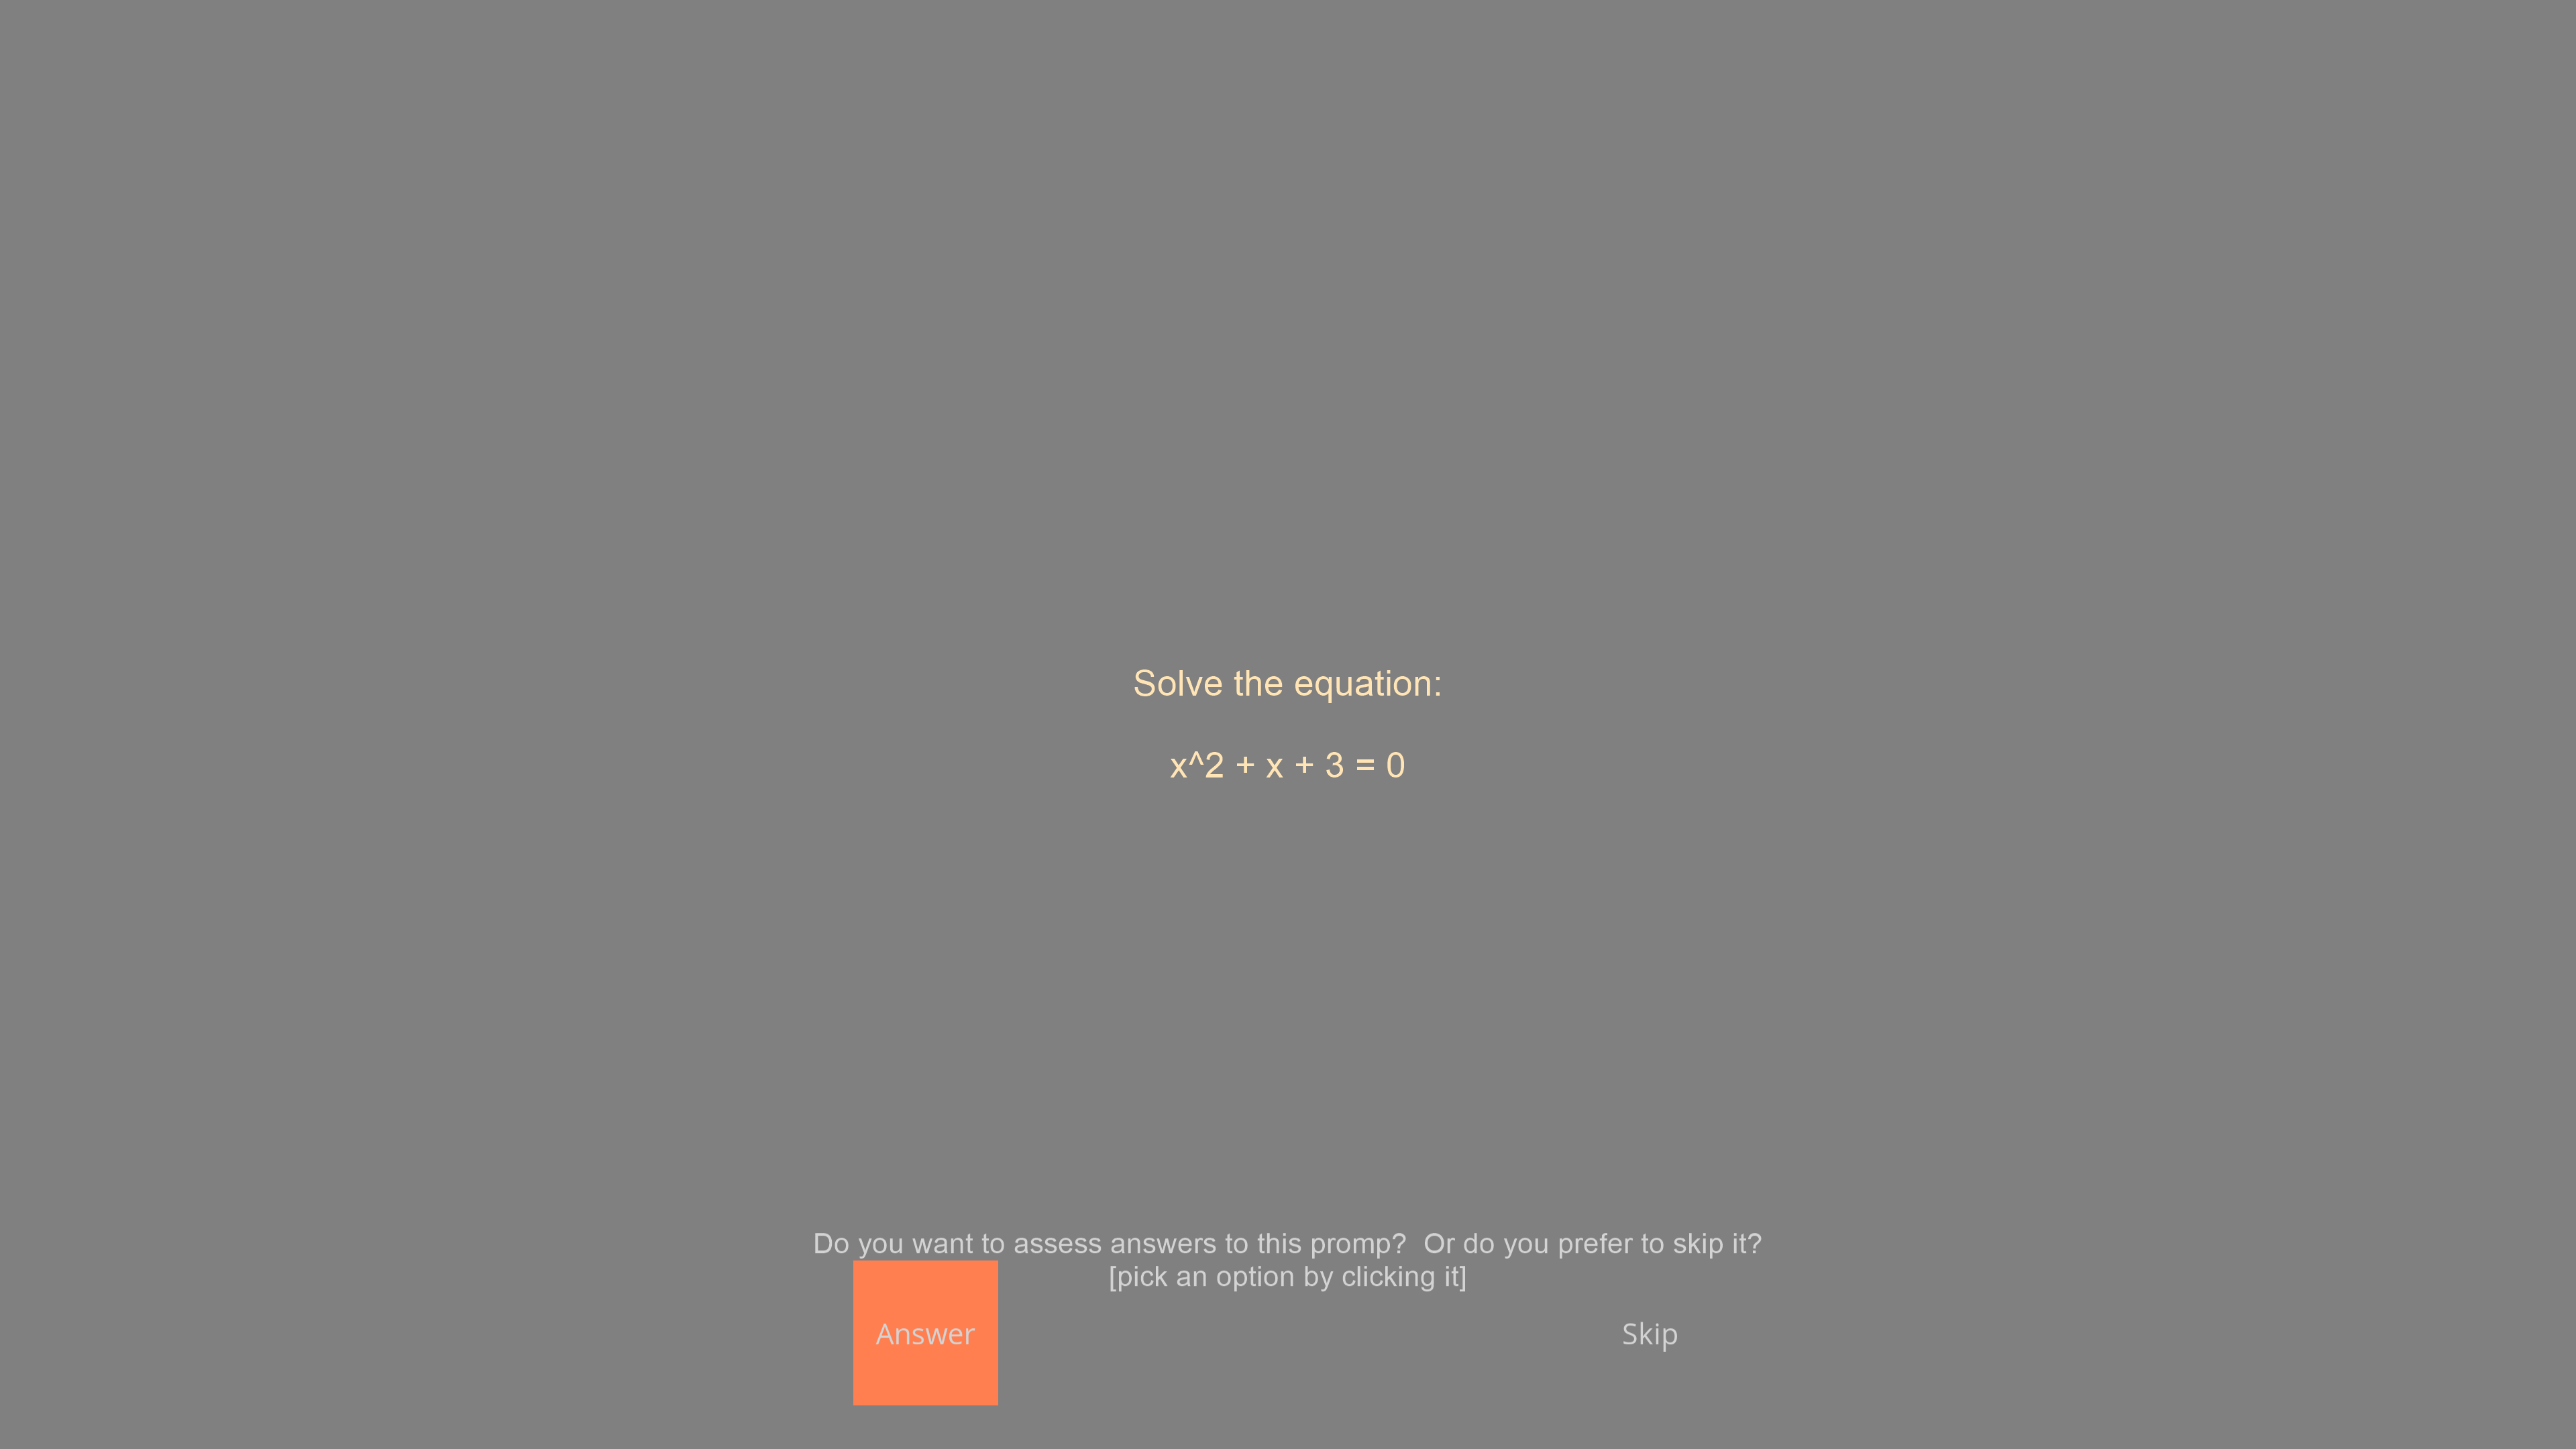 Solve the equation:
x^2 + x + 3 = 0
Do you want to assess answers to this promp?  Or do you prefer to skip it?
[pick an option by clicking it]
Answer
Skip